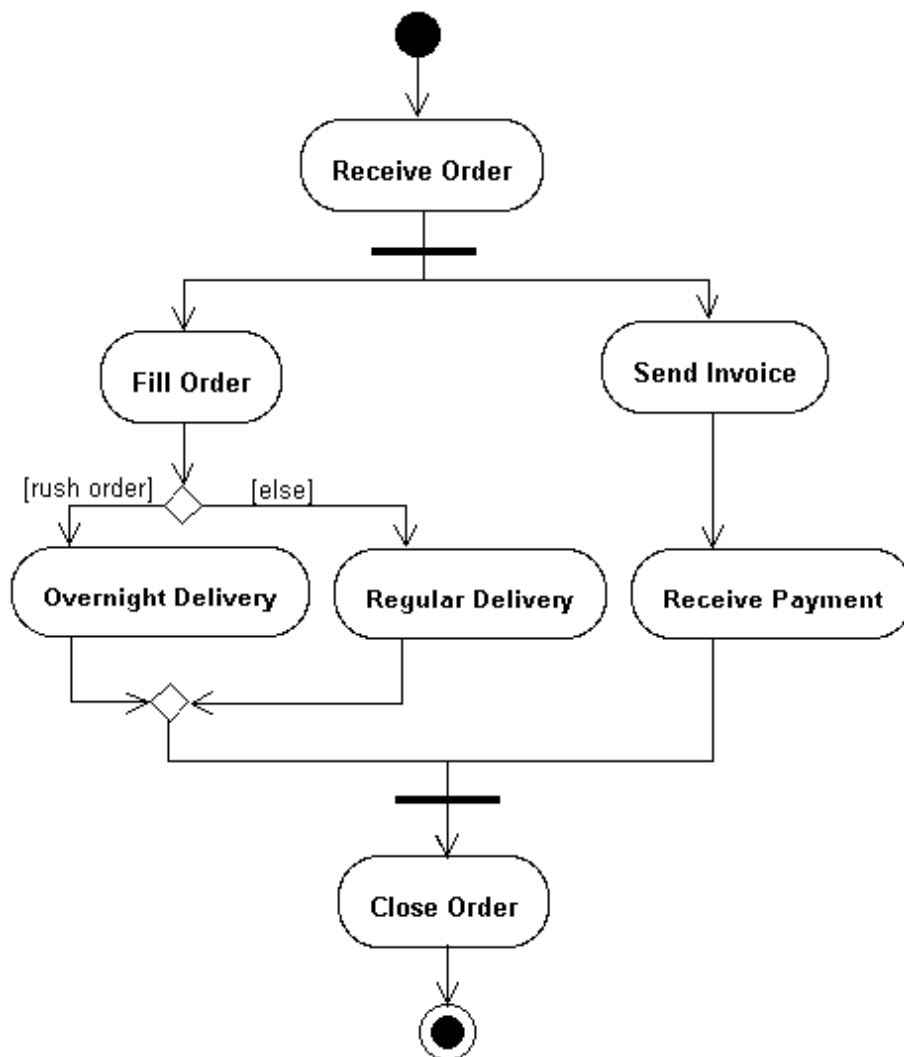 Receive Order
Fill Order
Send Invoice
[rush order]
[else]
Overnight Delivery
Regular Delivery
Receive Payment
Close Order